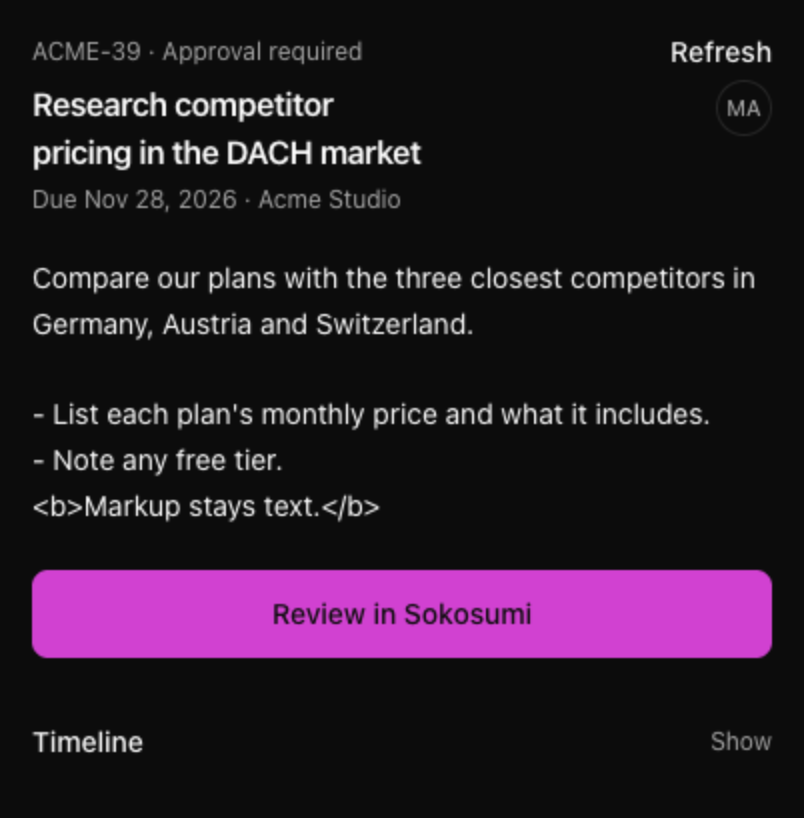 ACME-39 · Approval required
Refresh
Research competitor
pricing in the DACH market
MA
Due Nov 28, 2026 · Acme Studio
Compare our plans with the three closest competitors in
Germany, Austria and Switzerland.
- List each plan's monthly price and what it includes.
- Note any free tier.
<b>Markup stays text.</b>
Review in Sokosumi
Timeline
Show